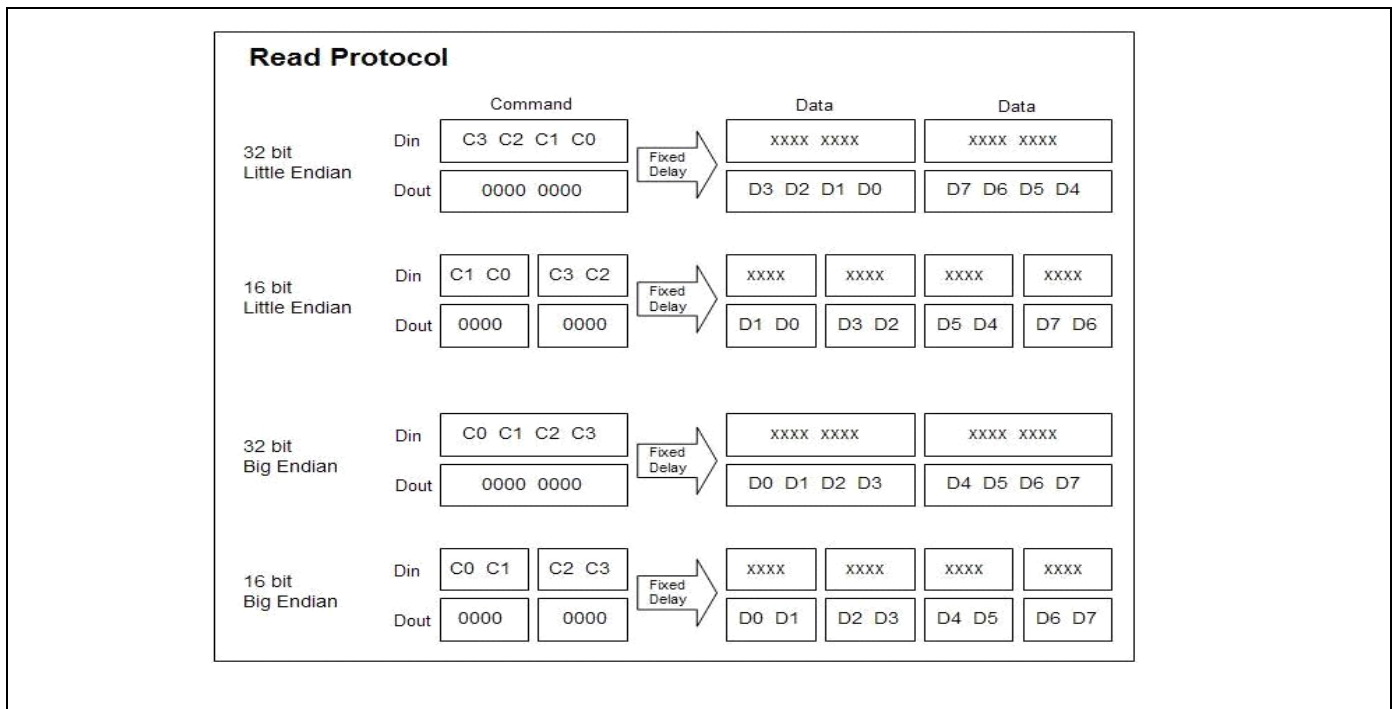 Read Protocol
Command Data Data
32 bit
Little Endian
Din C3 C2 C1 C0 xxxx xxxx xxxx xxxx
Fixed
Delay
Dout 0000 0000 D3 D2 D1 D0 D7 D6 D5 D4
16 bit
Little Endian
Din C1 C0 C3 C2 xxxx xxxx xxxx xxxx
Fixed
Delay
Dout 0000 0000 D1 D0 D3 D2 D5 D4 D7 D6
32 bit
Big Endian
Din C0 C1 C2 C3 xxxx xxxx xxxx xxxx
Fixed
Delay
Dout 0000 0000 D0 D1 D2 D3 D4 D5 D6 D7
16 bit
Big Endian
Din C0 C1 C2 C3 xxxx xxxx xxxx xxxx
Fixed
Delay
Dout 0000 0000 D0 D1 D2 D3 D4 D5 D6 D7